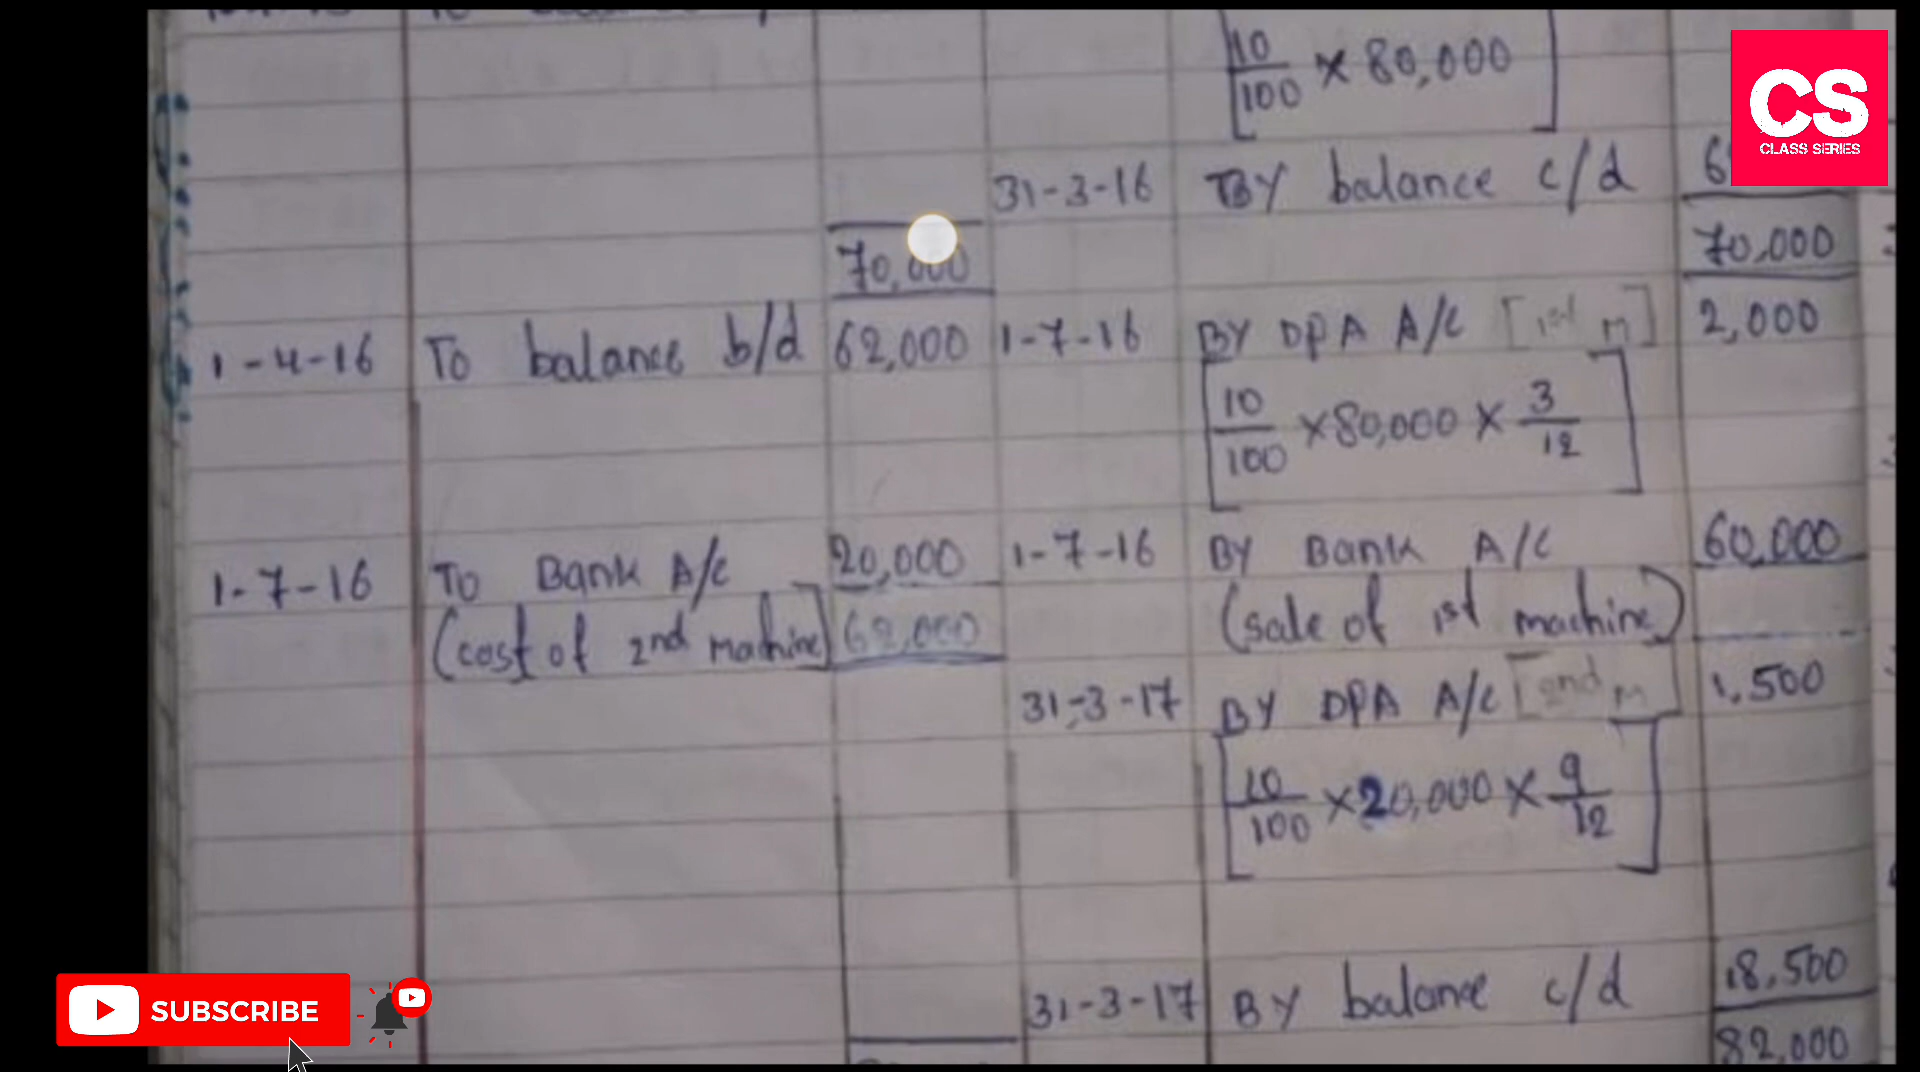 10
100 × 80,000
CS
CLASS SERIES
31-3-16 BY balance c/d 6
70,000 70,000
1-4-16 To balance b/d 62,000 1-7-16 BY DPA A/C [1st M] 2,000
[10/100 ×80,000 × 3/12]
1-7-16 To Bank A/c 20,000 1-7-16 BY Bank A/C 60,000
(cost of 2nd machine) 62,000 (sale of 1st machine)
31-3-17 BY DPA A/C [2nd M] 1,500
[10/100 ×20,000 × 9/12]
31-3-17 BY balance c/d 18,500
82,000
SUBSCRIBE